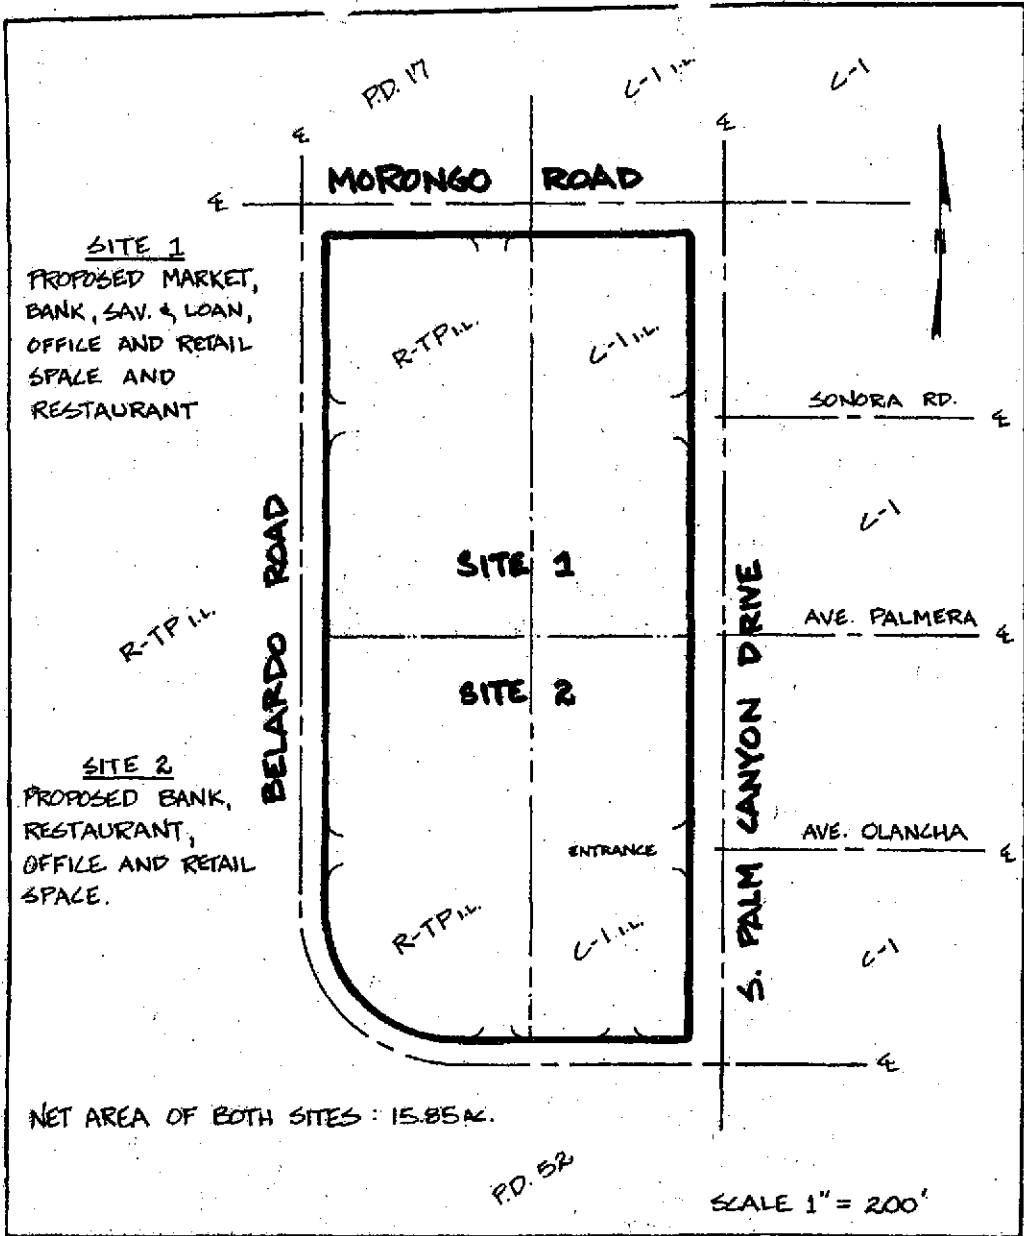 P.D. 17
C-1 I.L.
C-1
℄
℄
MORONGO ROAD
℄
SITE 1
PROPOSED MARKET,
BANK, SAV. & LOAN,
OFFICE AND RETAIL
SPACE AND
RESTAURANT
N
R-TP I.L.
C-1 I.L.
SONORA RD.
℄
C-1
BELARDO ROAD
SITE 1
S. PALM CANYON DRIVE
AVE. PALMERA
℄
R-TP I.L.
SITE 2
SITE 2
PROPOSED BANK,
RESTAURANT,
OFFICE AND RETAIL
SPACE.
ENTRANCE
AVE. OLANCHA
℄
R-TP I.L.
C-1 I.L.
C-1
℄
NET AREA OF BOTH SITES : 15.85 AC.
P.D. 52
SCALE 1" = 200'